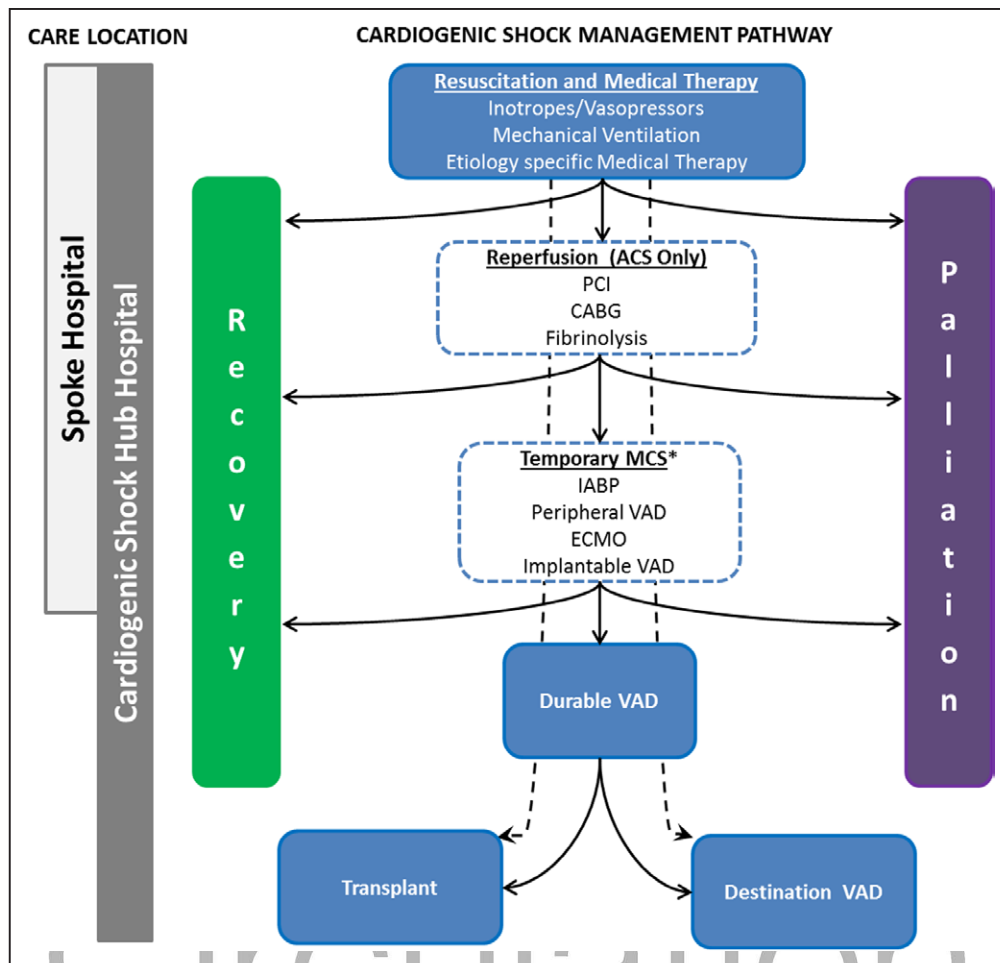 CARE LOCATION
CARDIOGENIC SHOCK MANAGEMENT PATHWAY
Spoke Hospital
Cardiogenic Shock Hub Hospital
Resuscitation and Medical Therapy
Inotropes/Vasopressors
Mechanical Ventilation
Etiology specific Medical Therapy
Recovery
Reperfusion (ACS Only)
PCI
CABG
Fibrinolysis
Temporary MCS*
IABP
Peripheral VAD
ECMO
Implantable VAD
Palliation
Durable VAD
Transplant
Destination VAD